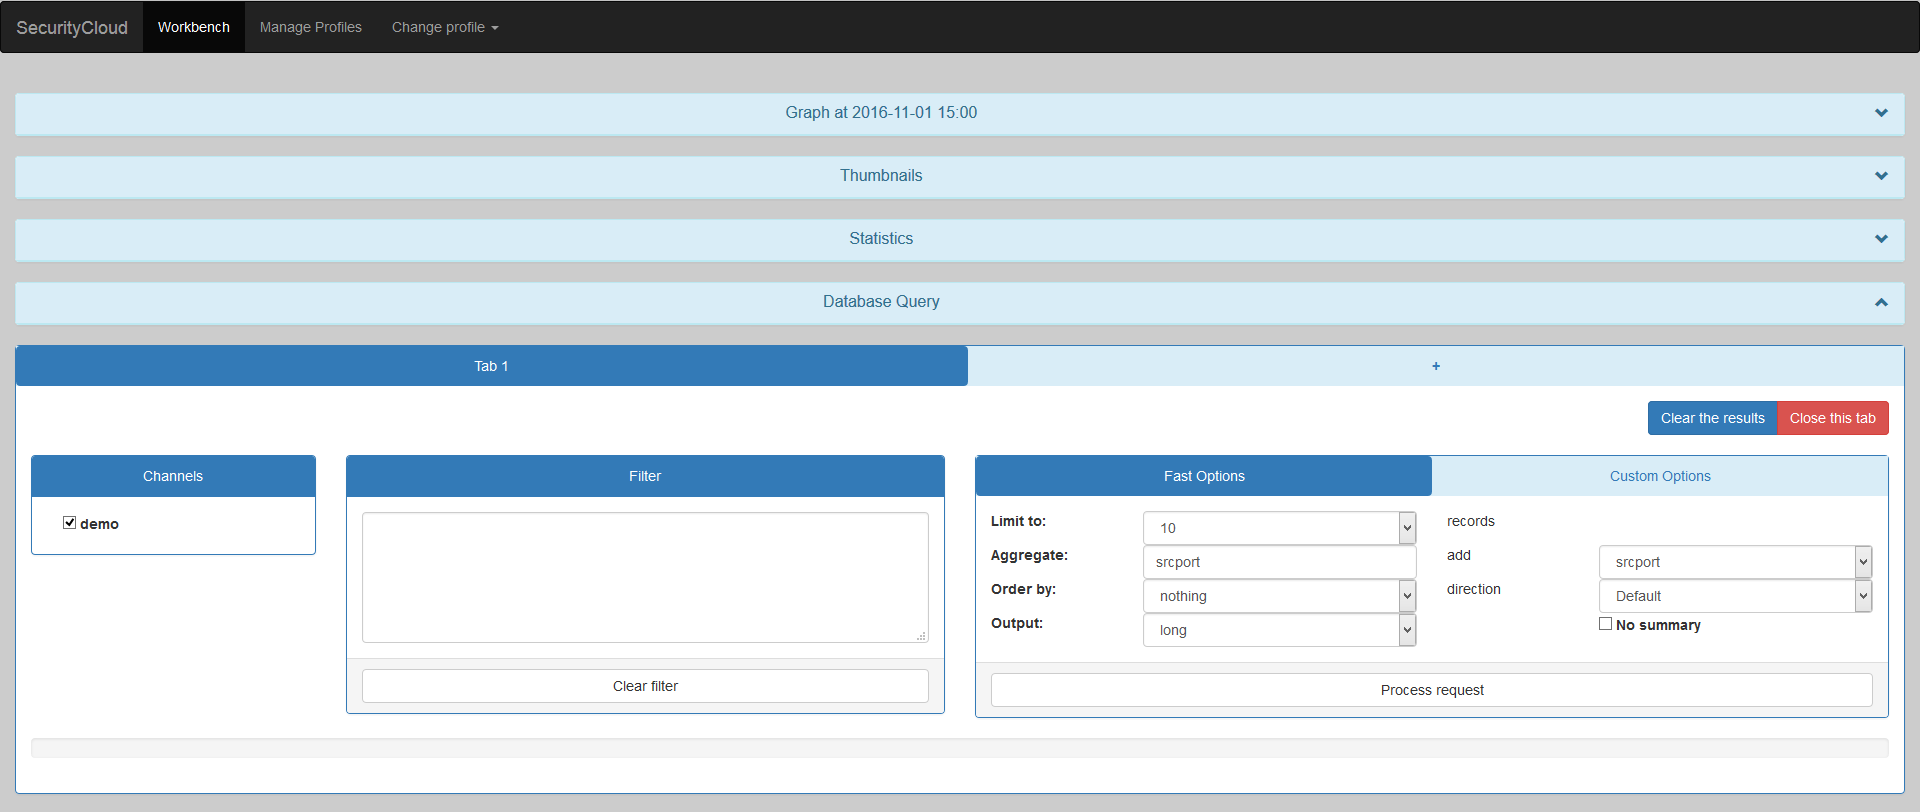 SecurityCloud Workbench Manage Profiles Change profile
Graph at 2016-11-01 15:00
Thumbnails
Statistics
Database Query
Tab 1 +
Clear the results Close this tab
Channels
demo
Filter
Clear filter
Fast Options Custom Options
Limit to: 10 records
Aggregate: srcport add srcport
Order by: nothing direction Default
Output: long No summary
Process request